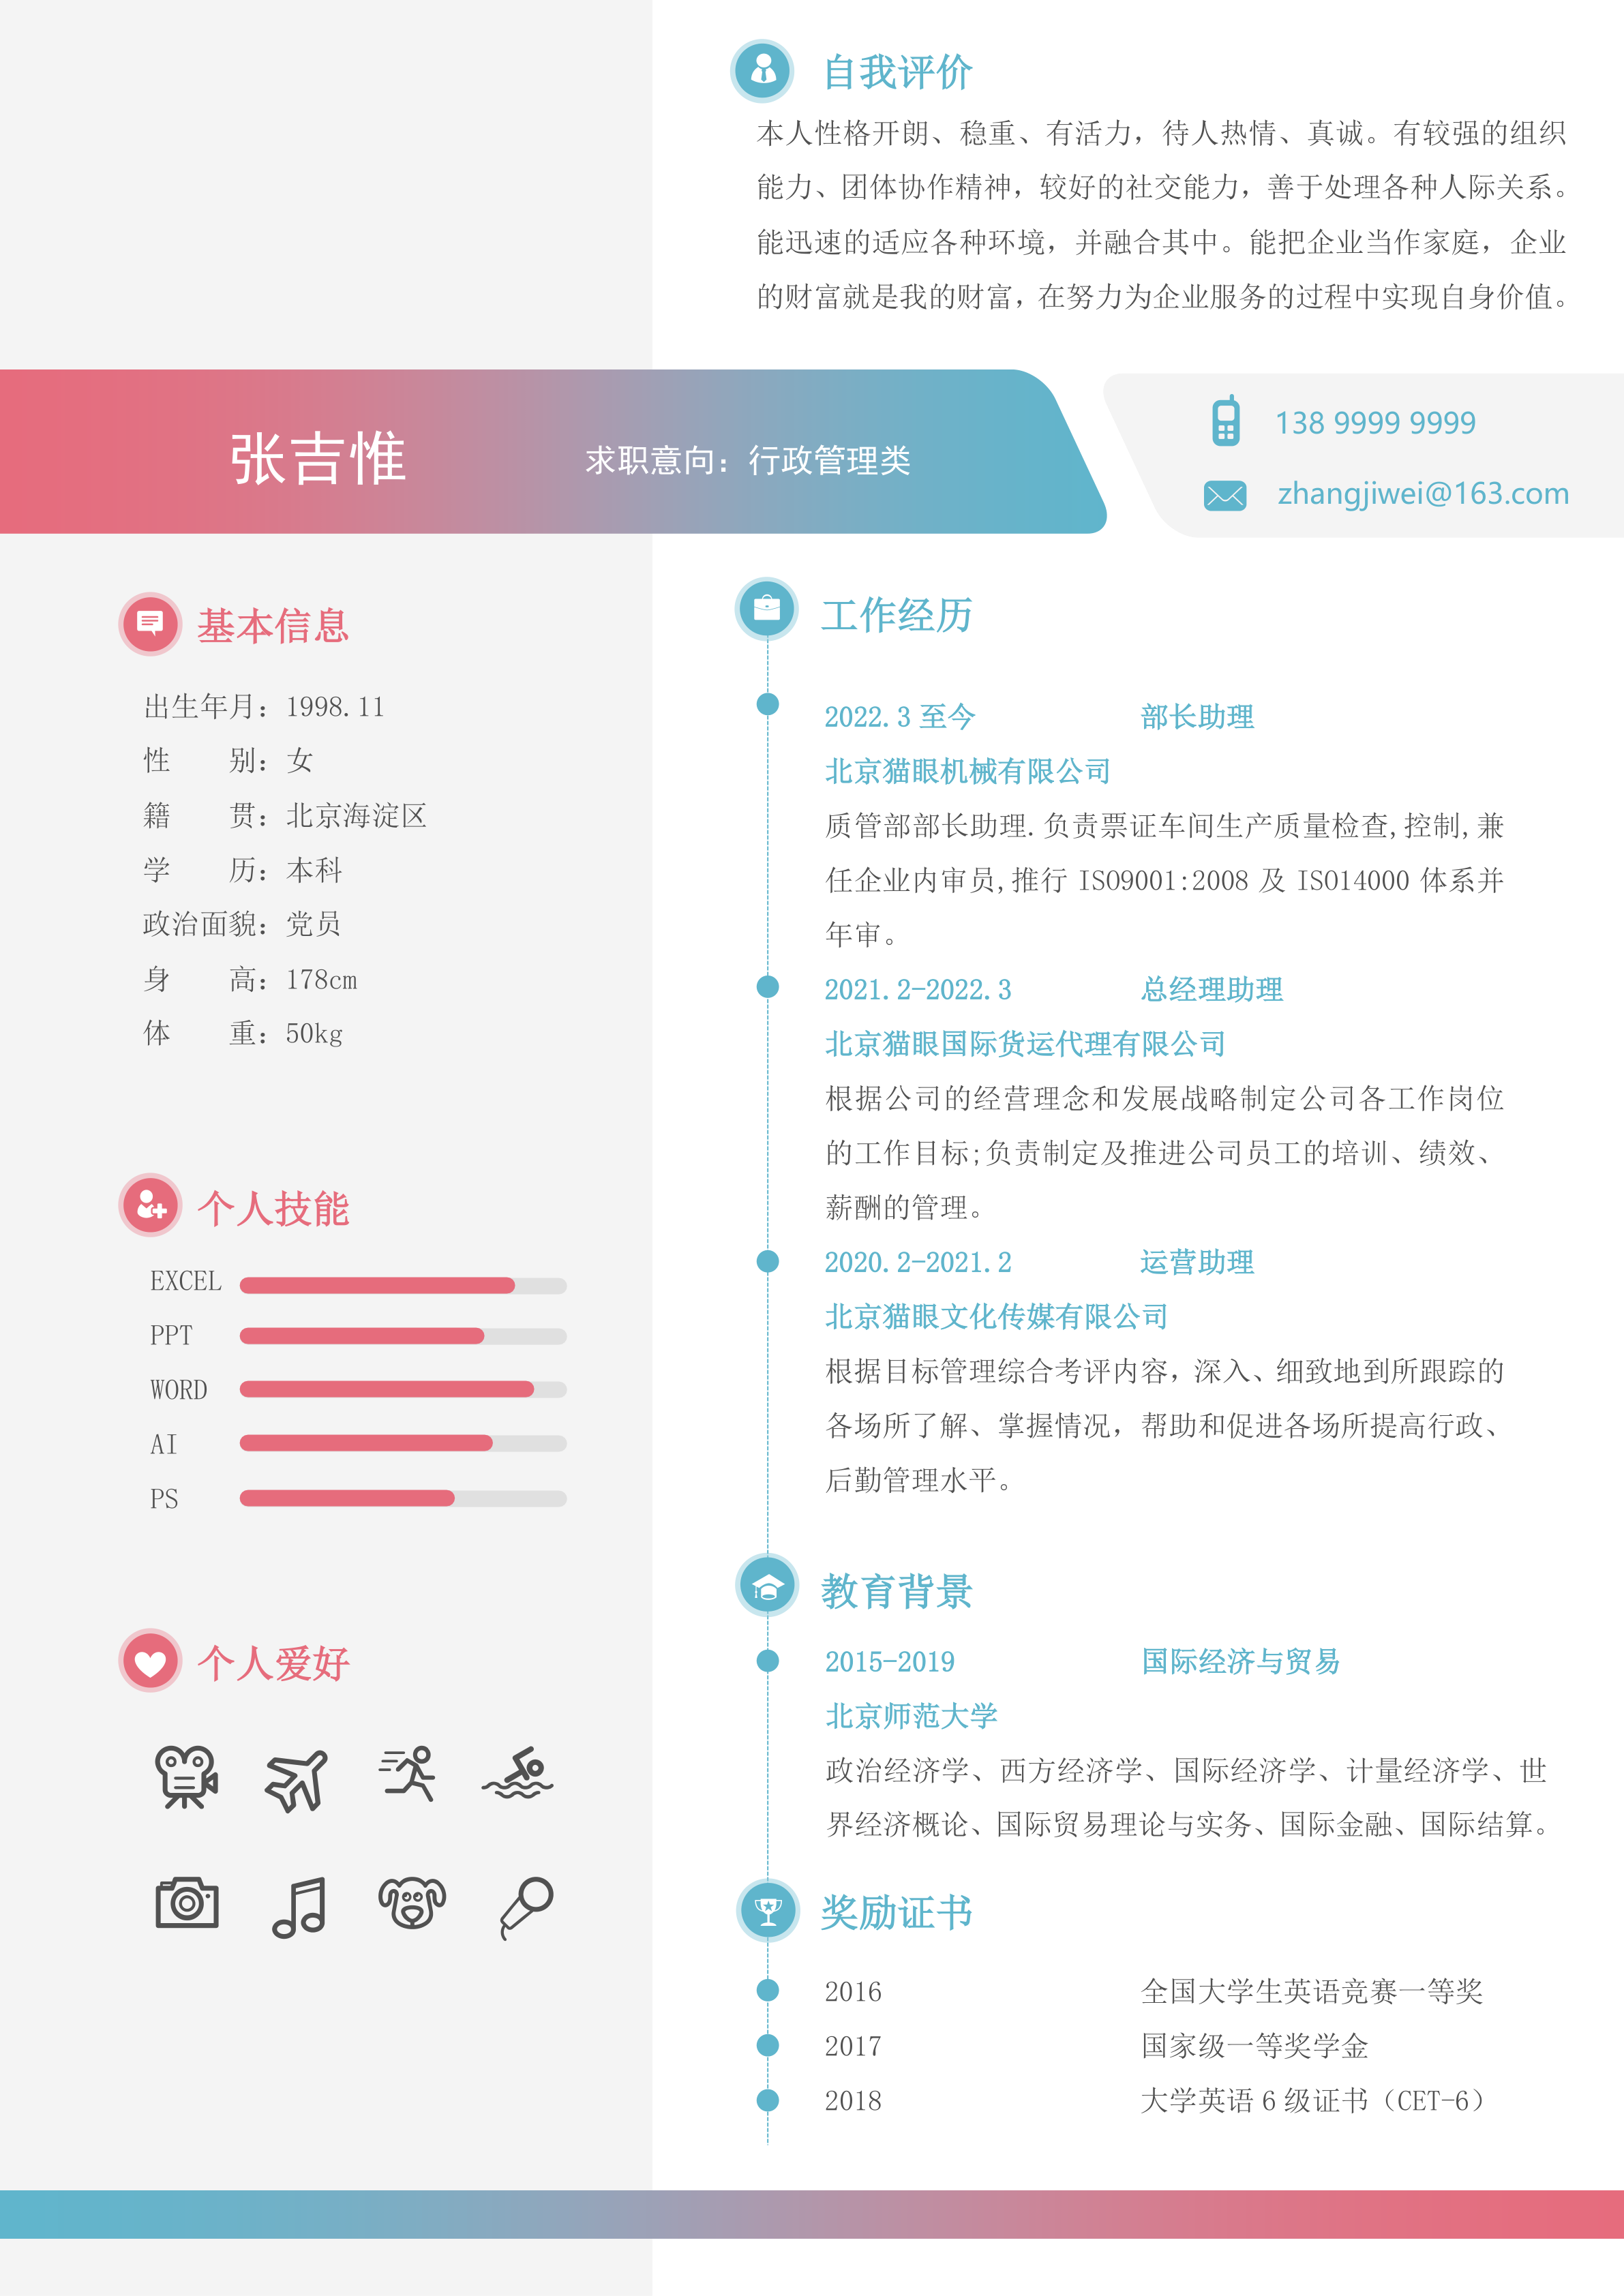 自我评价
本人性格开朗、稳重、有活力，待人热情、真诚。有较强的组织
能力、团体协作精神，较好的社交能力，善于处理各种人际关系。
能迅速的适应各种环境，并融合其中。能把企业当作家庭，企业
的财富就是我的财富，在努力为企业服务的过程中实现自身价值。
张吉惟
求职意向：行政管理类
138 9999 9999
zhangjiwei@163.com
基本信息
出生年月：1998.11
性　　别：女
籍　　贯：北京海淀区
学　　历：本科
政治面貌：党员
身　　高：178cm
体　　重：50kg
个人技能
EXCEL
PPT
WORD
AI
PS
个人爱好
工作经历
2022.3 至今 部长助理
北京猫眼机械有限公司
质管部部长助理.负责票证车间生产质量检查,控制,兼
任企业内审员,推行 ISO9001:2008 及 ISO14000 体系并
年审。
2021.2-2022.3 总经理助理
北京猫眼国际货运代理有限公司
根据公司的经营理念和发展战略制定公司各工作岗位
的工作目标;负责制定及推进公司员工的培训、绩效、
薪酬的管理。
2020.2-2021.2 运营助理
北京猫眼文化传媒有限公司
根据目标管理综合考评内容，深入、细致地到所跟踪的
各场所了解、掌握情况，帮助和促进各场所提高行政、
后勤管理水平。
教育背景
2015-2019 国际经济与贸易
北京师范大学
政治经济学、西方经济学、国际经济学、计量经济学、世
界经济概论、国际贸易理论与实务、国际金融、国际结算。
奖励证书
2016 全国大学生英语竞赛一等奖
2017 国家级一等奖学金
2018 大学英语 6 级证书（CET-6）